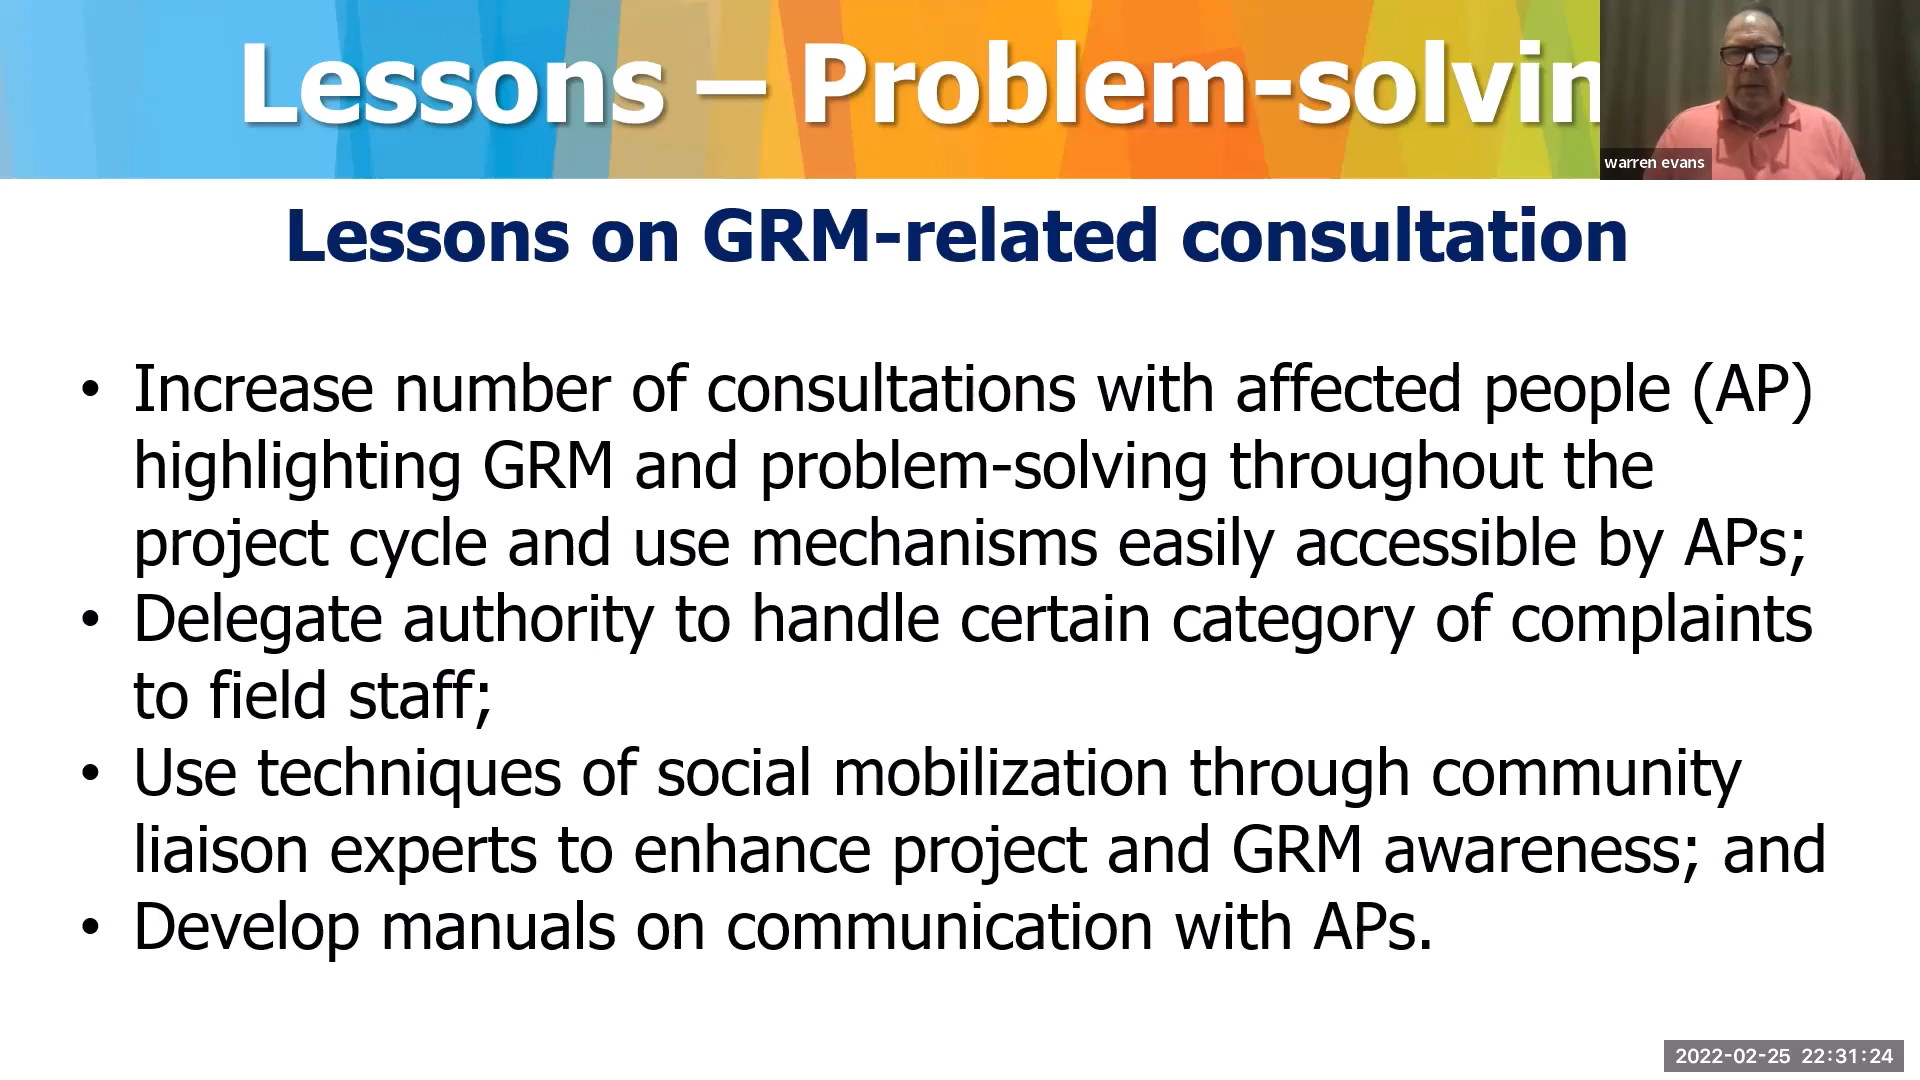 Lessons – Problem-solvin
warren evans
Lessons on GRM-related consultation
• Increase number of consultations with affected people (AP)
highlighting GRM and problem-solving throughout the
project cycle and use mechanisms easily accessible by APs;
• Delegate authority to handle certain category of complaints
to field staff;
• Use techniques of social mobilization through community
liaison experts to enhance project and GRM awareness; and
• Develop manuals on communication with APs.
2022-02-25 22:31:24